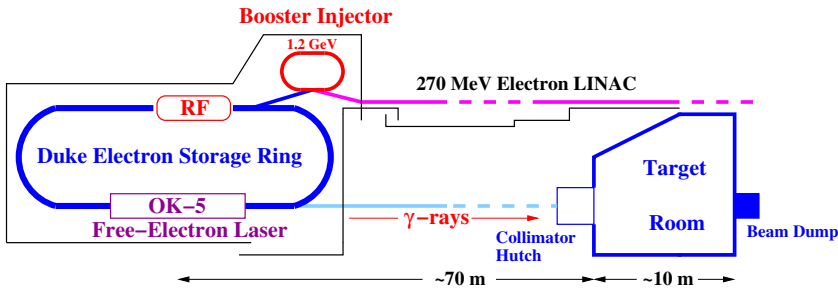 Booster Injector
1.2 GeV
270 MeV Electron LINAC
RF
Duke Electron Storage Ring
Target
OK−5
γ−rays
Room
Free−Electron Laser
Collimator
Hutch
Beam Dump
~70 m
~10 m